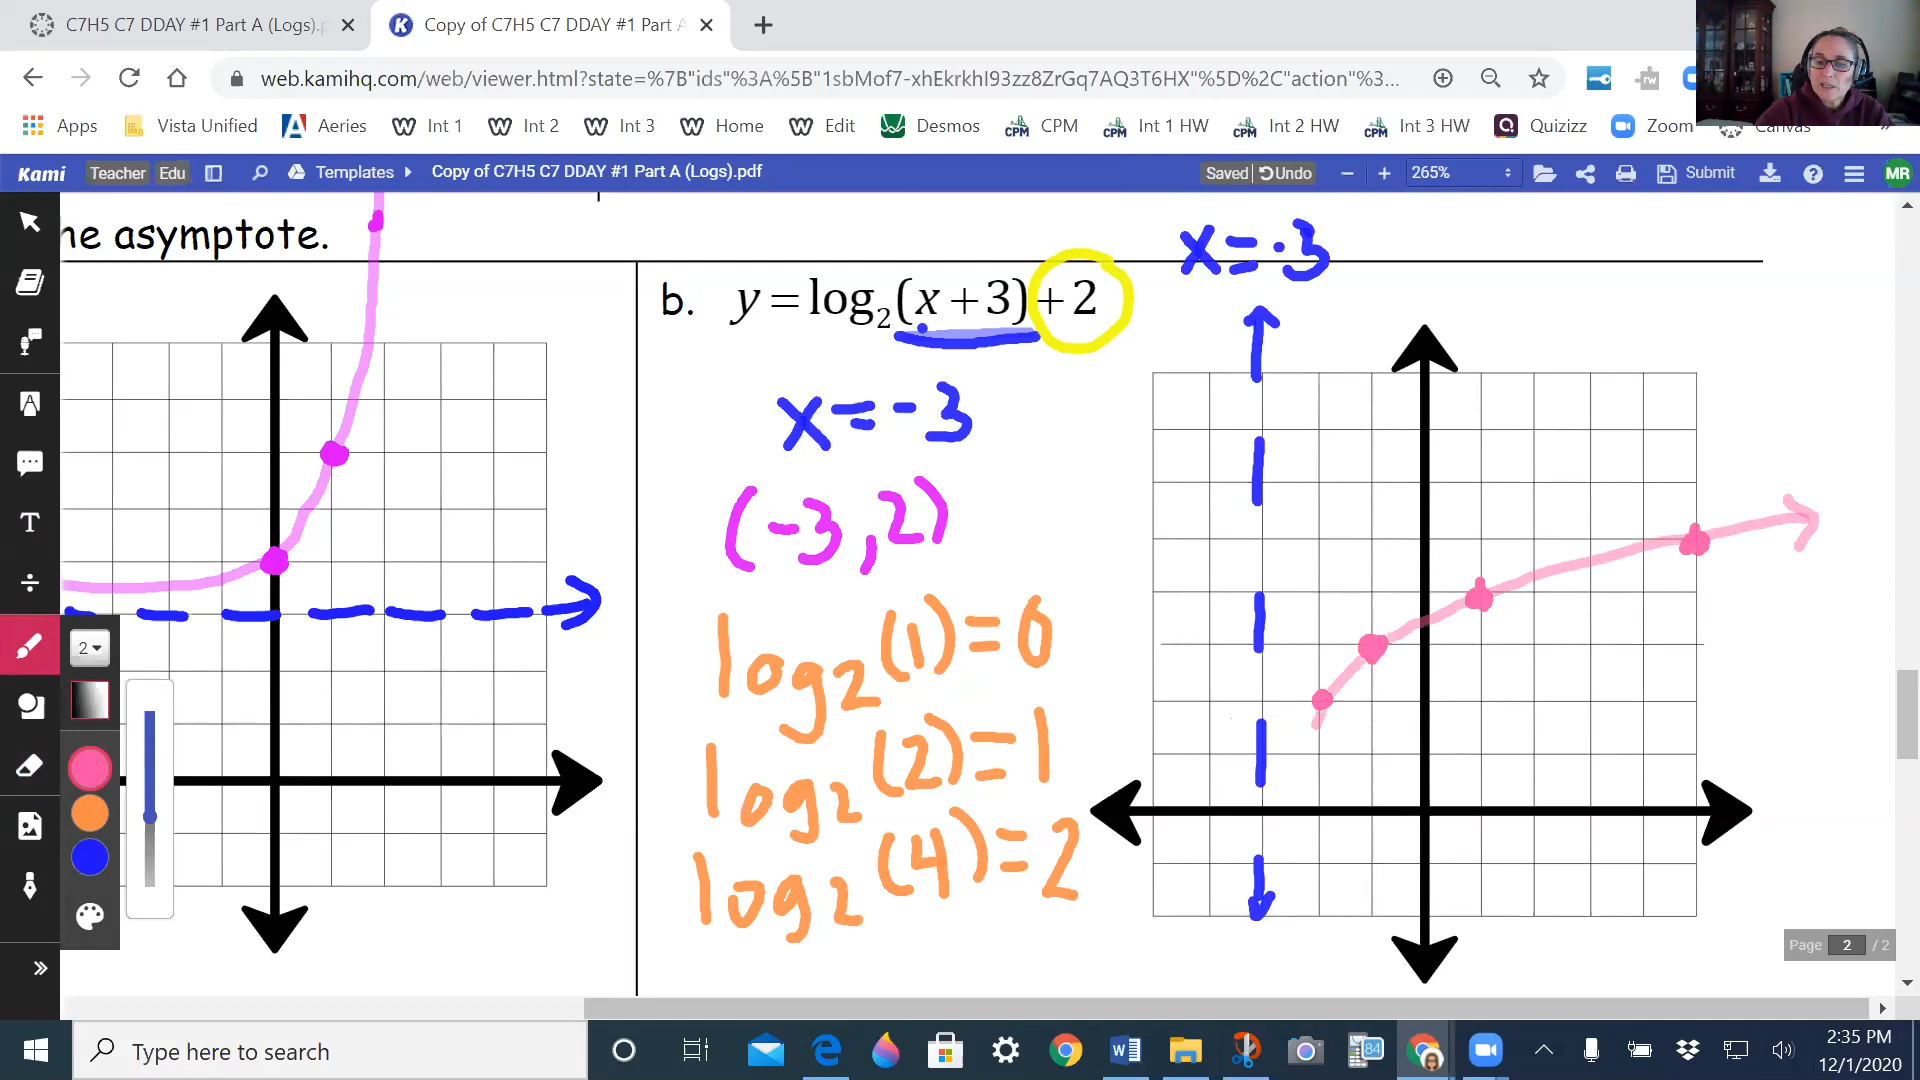 C7H5 C7 DDAY #1 Part A (Logs).p
Copy of C7H5 C7 DDAY #1 Part A
web.kamihq.com/web/viewer.html?state=%7B"ids"%3A%5B"1sbMof7-xhEkrkhI93zz8ZrGq7AQ3T6HX"%5D%2C"action"%3...
Apps Vista Unified Aeries Int 1 Int 2 Int 3 Home Edit Desmos CPM Int 1 HW Int 2 HW Int 3 HW Quizizz Zoom Canvas
Kami Teacher Edu Templates Copy of C7H5 C7 DDAY #1 Part A (Logs).pdf Saved Undo 265% Submit MR
he asymptote.
x=-3
b. y = log₂(x+3)+2
x=-3
(-3,2)
log₂(1)=0
log₂(2)=1
log₂(4)=2
2
Page 2 / 2
Type here to search
84
2:35 PM
12/1/2020